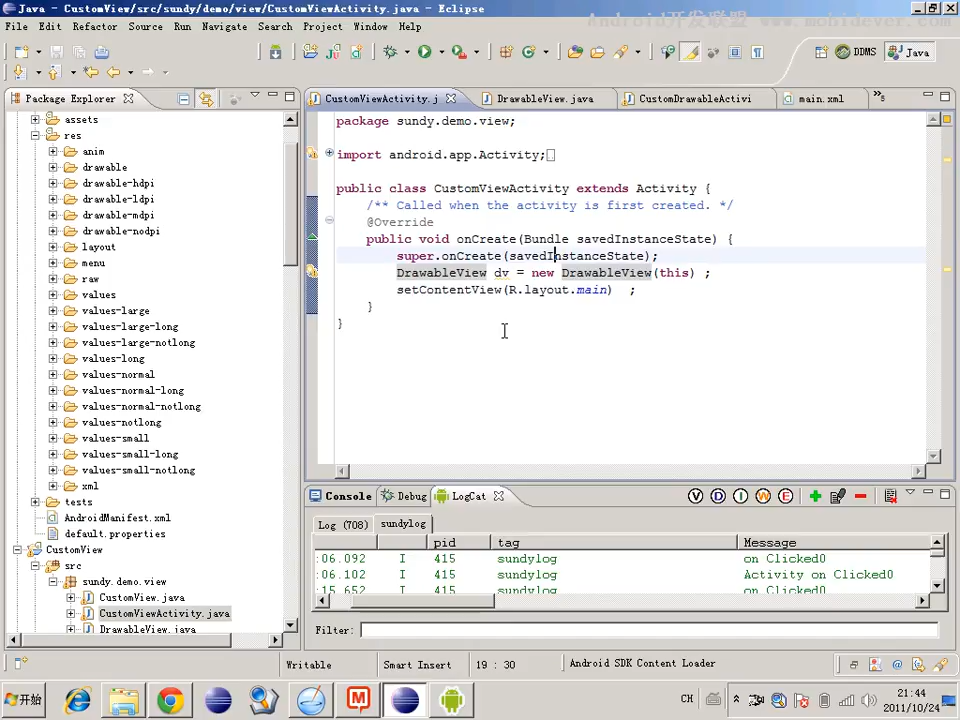 Java - CustomView/src/sundy/demo/view/CustomViewActivity.java - Eclipse
Android开发联盟 www.mobidever.com
File Edit Refactor Source Run Navigate Search Project Window Help
DDMS Java
Package Explorer
CustomViewActivity.j DrawableView.java CustomDrawableActivi main.xml »5
assets
res
anim
drawable
drawable-hdpi
drawable-ldpi
drawable-mdpi
drawable-nodpi
layout
menu
raw
values
values-large
values-large-long
values-large-notlong
values-long
values-normal
values-normal-long
values-normal-notlong
values-notlong
values-small
values-small-long
values-small-notlong
xml
tests
AndroidManifest.xml
default.properties
CustomView
src
sundy.demo.view
CustomView.java
CustomViewActivity.java
DrawableView.java
package sundy.demo.view;
import android.app.Activity;
public class CustomViewActivity extends Activity {
/** Called when the activity is first created. */
@Override
public void onCreate(Bundle savedInstanceState) {
super.onCreate(savedInstanceState);
DrawableView dv = new DrawableView(this) ;
setContentView(R.layout.main) ;
}
}
Console Debug LogCat
V D I W E
Log (708) sundylog
pid tag Message
:06.092 I 415 sundylog on Clicked0
:06.102 I 415 sundylog Activity on Clicked0
:15.652 I 415 sundylog on Clicked0
Filter:
Writable Smart Insert 19 : 30 Android SDK Content Loader
开始
CH
21:44
2011/10/24